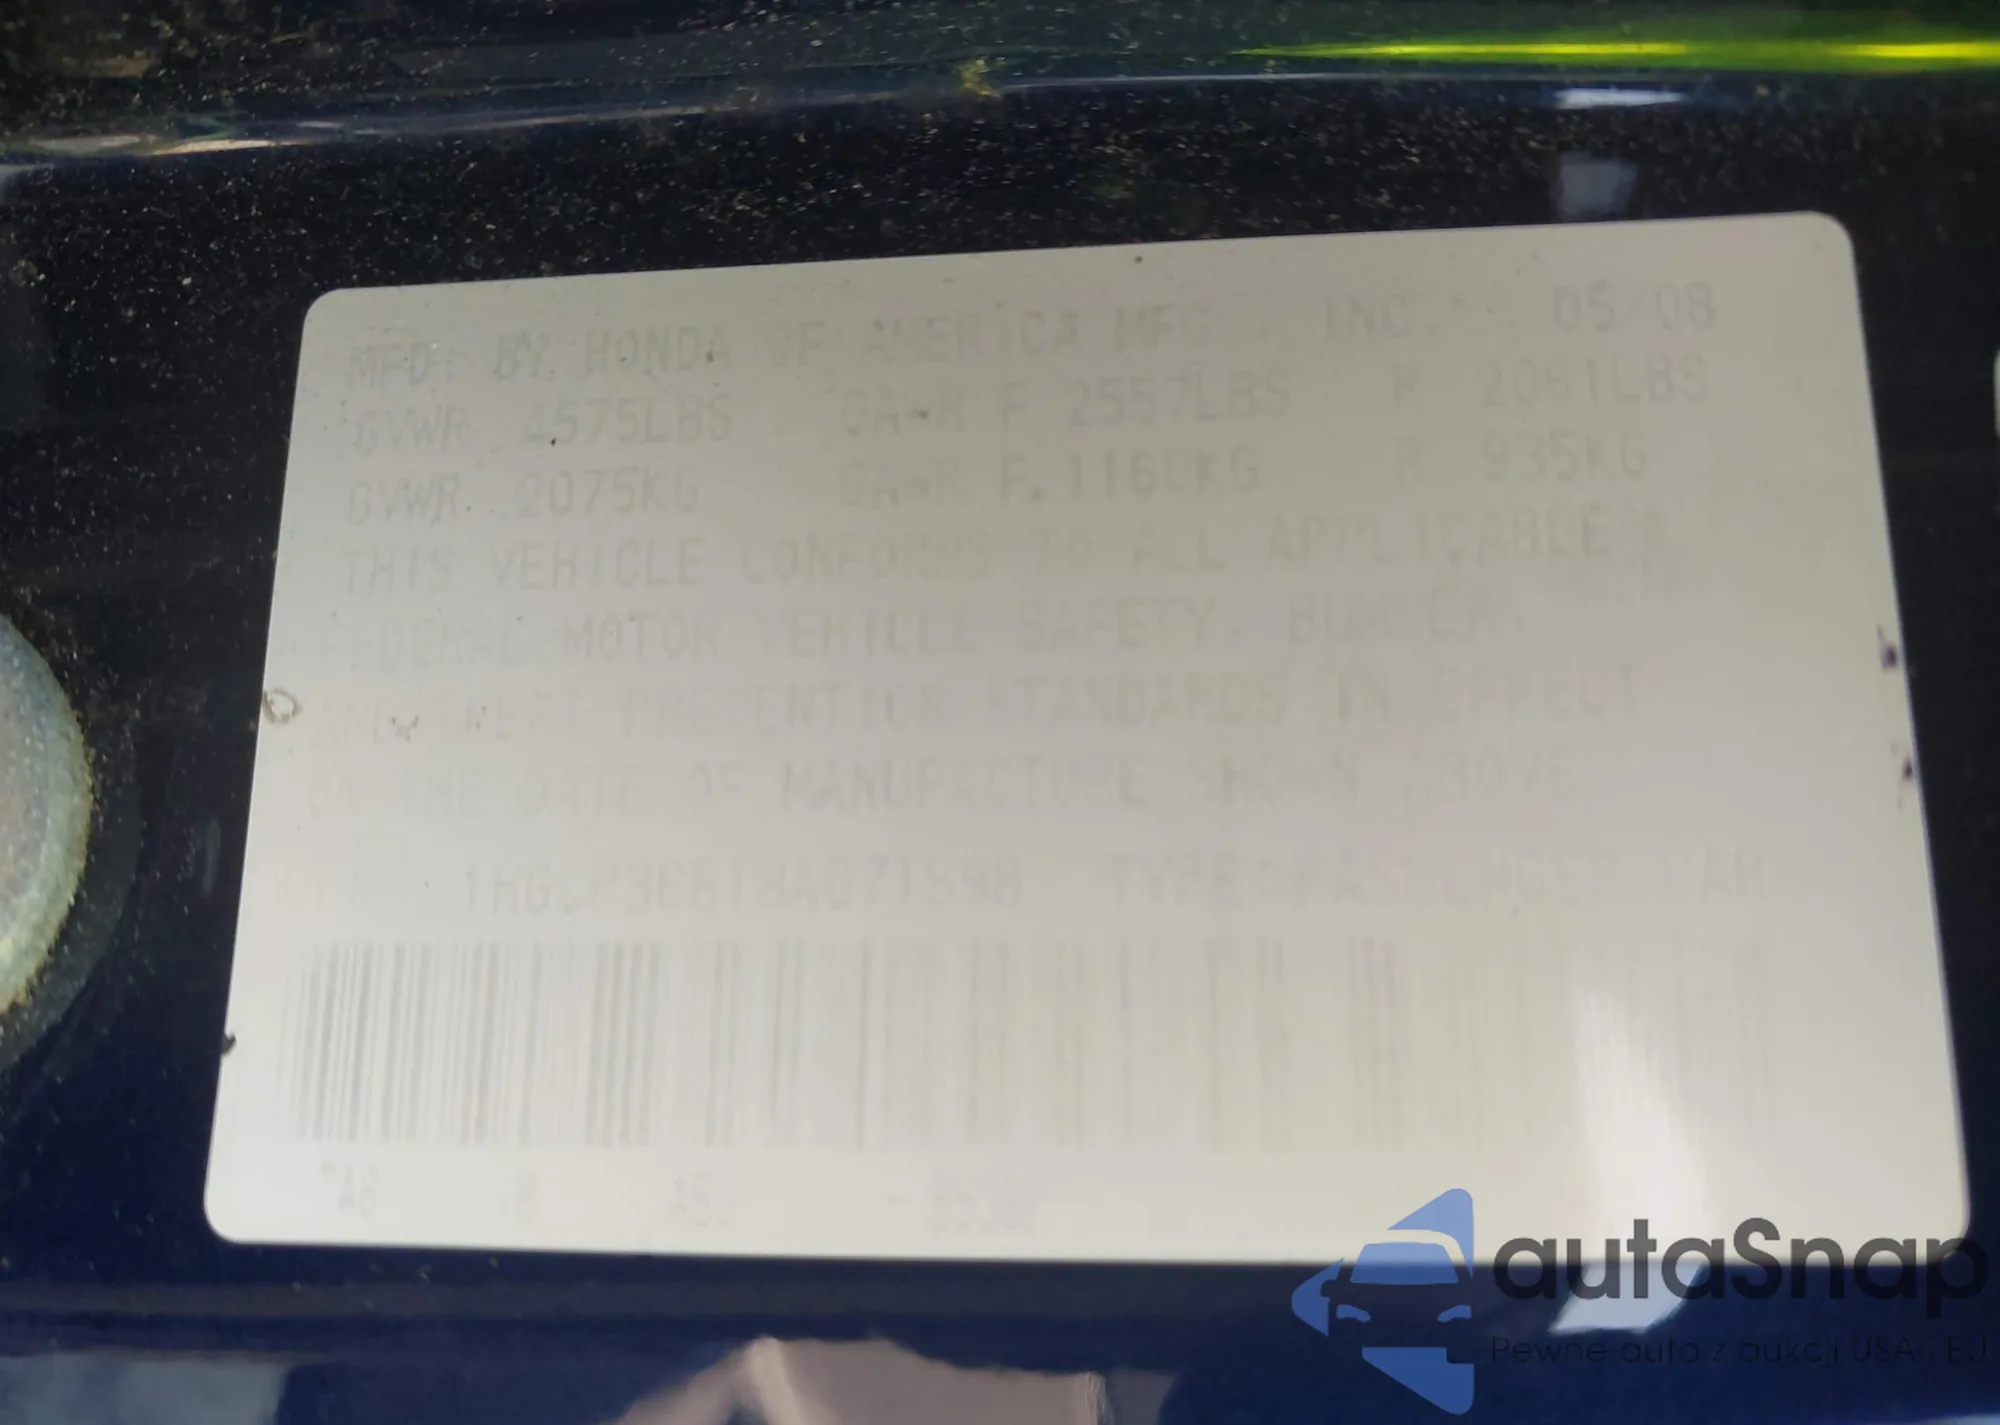 MFD. BY HONDA OF AMERICA MFG., INC. 05/08
GVWR 4575LBS GAWR F 2557LBS R 2061LBS
GVWR 2075KG GAWR F 1160KG R 935KG
THIS VEHICLE CONFORMS TO ALL APPLICABLE
FEDERAL MOTOR VEHICLE SAFETY, BUMPER
AND THEFT PREVENTION STANDARDS IN EFFECT
ON THE DATE OF MANUFACTURE SHOWN ABOVE
TYPE: PASSENGER CAR
autaSnap
Pewne auta z aukcji USA i EU